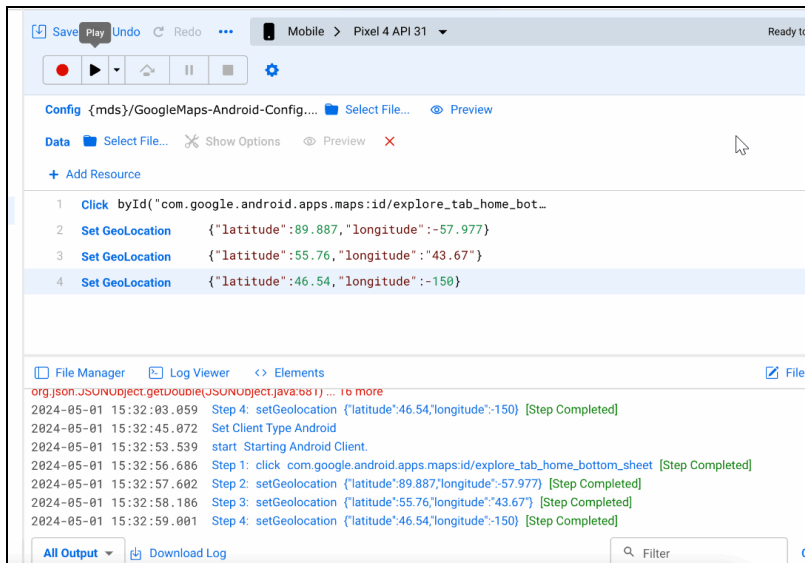 Save Play Undo Redo ••• Mobile > Pixel 4 API 31 Ready to
Config {mds}/GoogleMaps-Android-Config.... Select File... Preview
Data Select File... Show Options Preview
+ Add Resource
1 Click byId("com.google.android.apps.maps:id/explore_tab_home_bot…
2 Set GeoLocation {"latitude":89.887,"longitude":-57.977}
3 Set GeoLocation {"latitude":55.76,"longitude":"43.67"}
4 Set GeoLocation {"latitude":46.54,"longitude":-150}
File Manager Log Viewer <> Elements File
org.json.JSONObject.getDouble(JSONObject.java:681) ... 16 more
2024-05-01 15:32:03.059 Step 4: setGeolocation {"latitude":46.54,"longitude":-150} [Step Completed]
2024-05-01 15:32:45.072 Set Client Type Android
2024-05-01 15:32:53.539 start Starting Android Client.
2024-05-01 15:32:56.686 Step 1: click com.google.android.apps.maps:id/explore_tab_home_bottom_sheet [Step Completed]
2024-05-01 15:32:57.602 Step 2: setGeolocation {"latitude":89.887,"longitude":-57.977} [Step Completed]
2024-05-01 15:32:58.186 Step 3: setGeolocation {"latitude":55.76,"longitude":"43.67"} [Step Completed]
2024-05-01 15:32:59.001 Step 4: setGeolocation {"latitude":46.54,"longitude":-150} [Step Completed]
All Output Download Log Filter